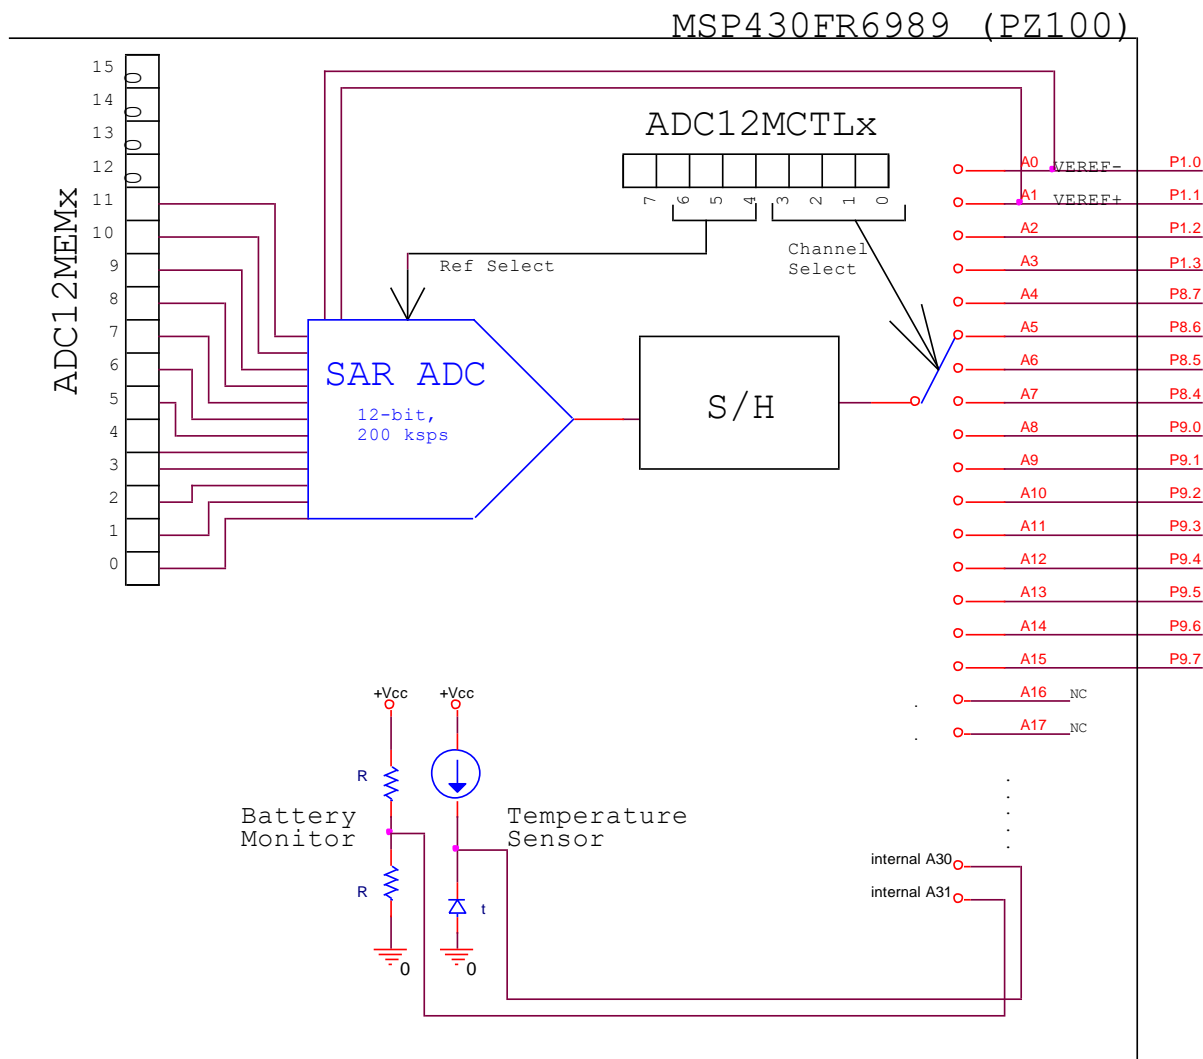 MSP430FR6989 (PZ100)
15
0
14
0
13
0
12
0
11
10
9
8
7
6
5
4
3
2
1
0
ADC12MEMx
ADC12MCTLx
7
6
5
4
3
2
1
0
Ref Select
Channel
Select
SAR ADC
12-bit,
200 ksps
S/H
A0 VEREF- P1.0
A1 VEREF+ P1.1
A2 P1.2
A3 P1.3
A4 P8.7
A5 P8.6
A6 P8.5
A7 P8.4
A8 P9.0
A9 P9.1
A10 P9.2
A11 P9.3
A12 P9.4
A13 P9.5
A14 P9.6
A15 P9.7
A16 NC
A17 NC
+Vcc +Vcc
R
Battery
Monitor
Temperature
Sensor
R
t
0 0
internal A30
internal A31